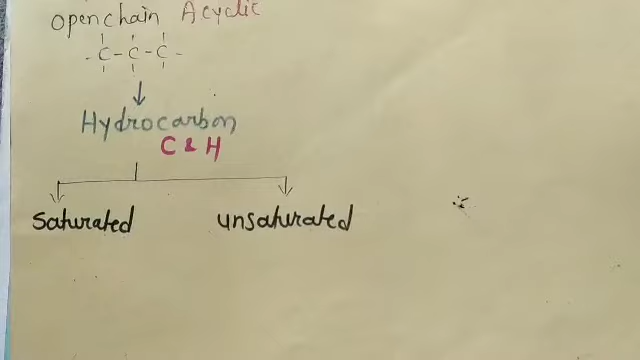 Openchain Acyclic
- C - C - C -
Hydrocarbon
C & H
saturated unsaturated